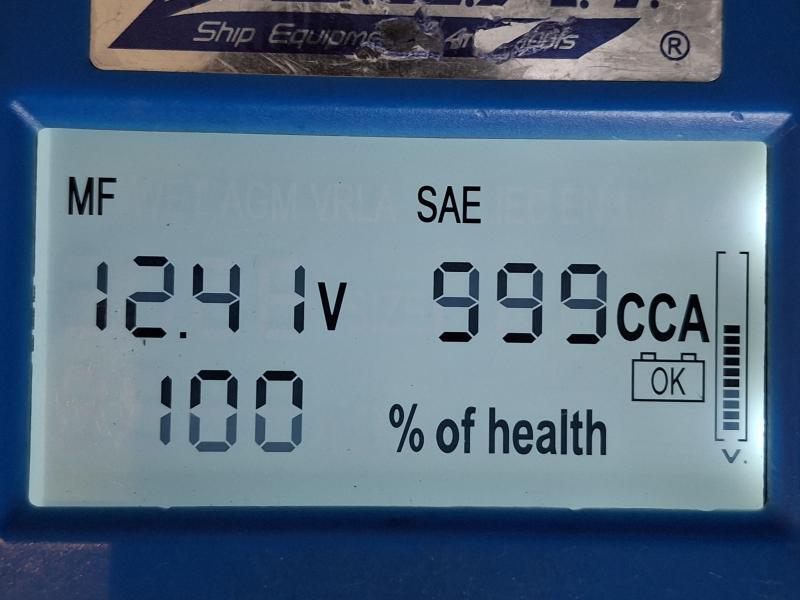 Ship Equipme
®
MF SAE
12.41V 999CCA
OK
100 % of health
V.